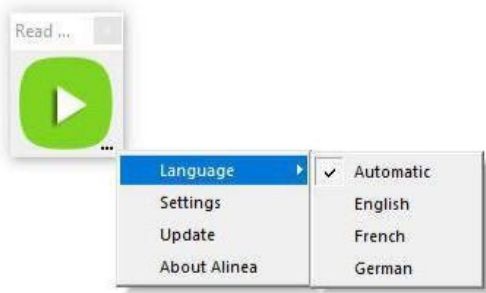 Read ...
...
Language
Settings
Update
About Alinea
Automatic
English
French
German